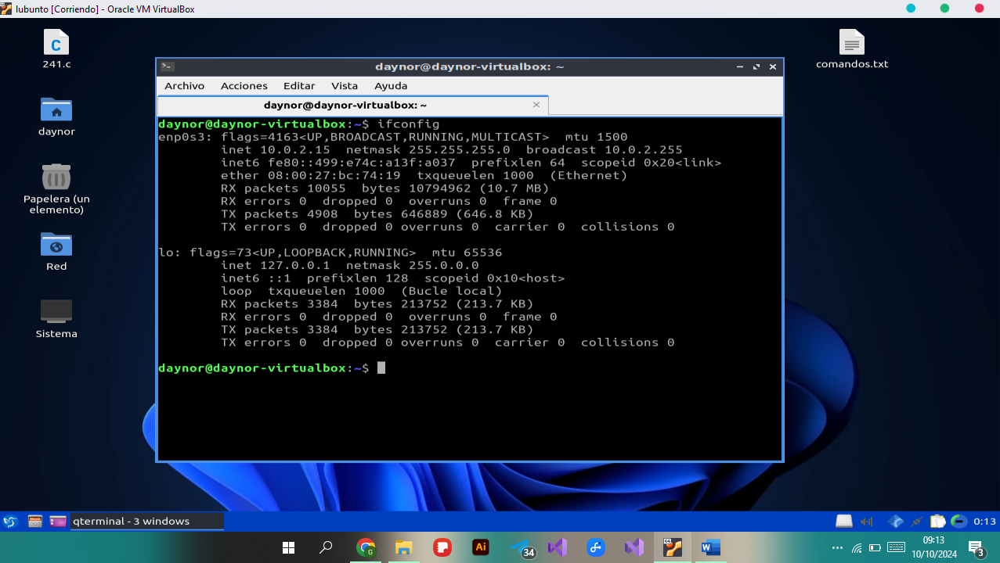 lubunto [Corriendo] - Oracle VM VirtualBox
241.c
daynor
Papelera (un
elemento)
Red
Sistema
comandos.txt
daynor@daynor-virtualbox: ~
Archivo Acciones Editar Vista Ayuda
daynor@daynor-virtualbox: ~
daynor@daynor-virtualbox:~$ ifconfig
enp0s3: flags=4163<UP,BROADCAST,RUNNING,MULTICAST>  mtu 1500
        inet 10.0.2.15  netmask 255.255.255.0  broadcast 10.0.2.255
        inet6 fe80::499:e74c:a13f:a037  prefixlen 64  scopeid 0x20<link>
        ether 08:00:27:bc:74:19  txqueuelen 1000  (Ethernet)
        RX packets 10055  bytes 10794962 (10.7 MB)
        RX errors 0  dropped 0  overruns 0  frame 0
        TX packets 4908  bytes 646889 (646.8 KB)
        TX errors 0  dropped 0 overruns 0  carrier 0  collisions 0
lo: flags=73<UP,LOOPBACK,RUNNING>  mtu 65536
        inet 127.0.0.1  netmask 255.0.0.0
        inet6 ::1  prefixlen 128  scopeid 0x10<host>
        loop  txqueuelen 1000  (Bucle local)
        RX packets 3384  bytes 213752 (213.7 KB)
        RX errors 0  dropped 0  overruns 0  frame 0
        TX packets 3384  bytes 213752 (213.7 KB)
        TX errors 0  dropped 0 overruns 0  carrier 0  collisions 0
daynor@daynor-virtualbox:~$
qterminal - 3 windows
0:13
Ai
34
W
09:13
10/10/2024
3